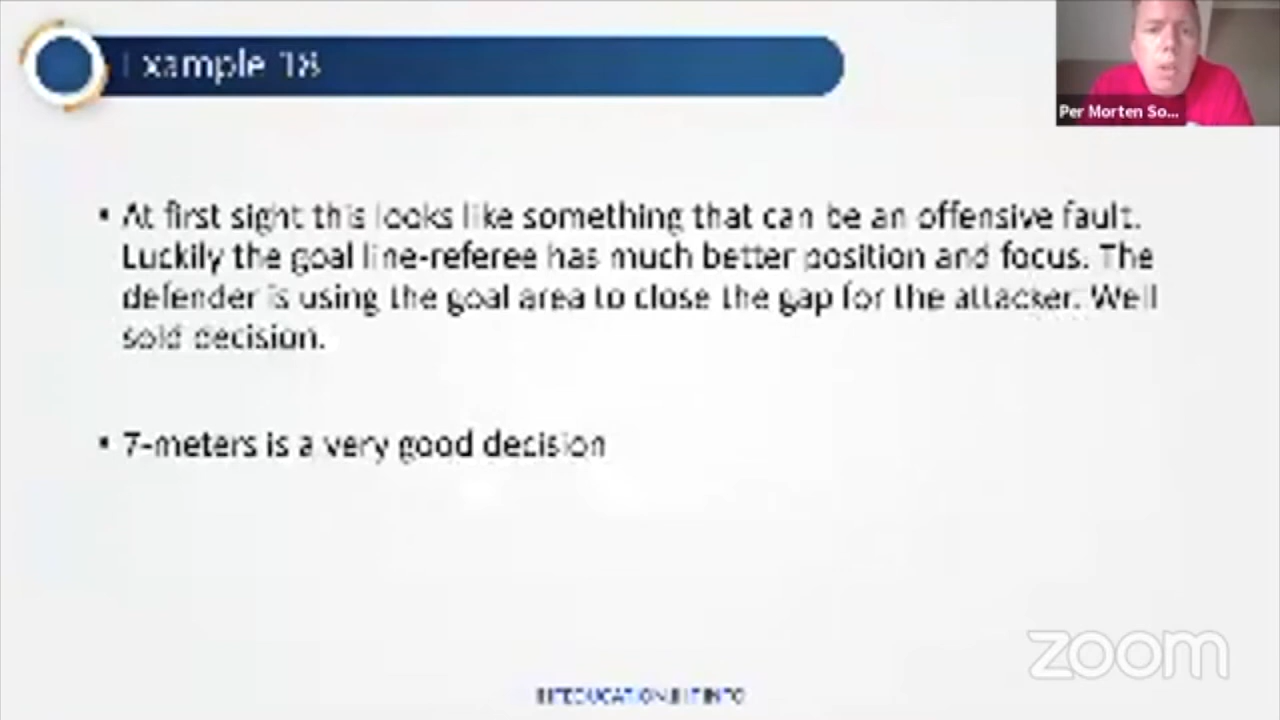 Example 18
Per Morten So...
▪ At first sight this looks like something that can be an offensive fault.
Luckily the goal line-referee has much better position and focus. The
defender is using the goal area to close the gap for the attacker. Well
sold decision.
▪ 7-meters is a very good decision
zoom